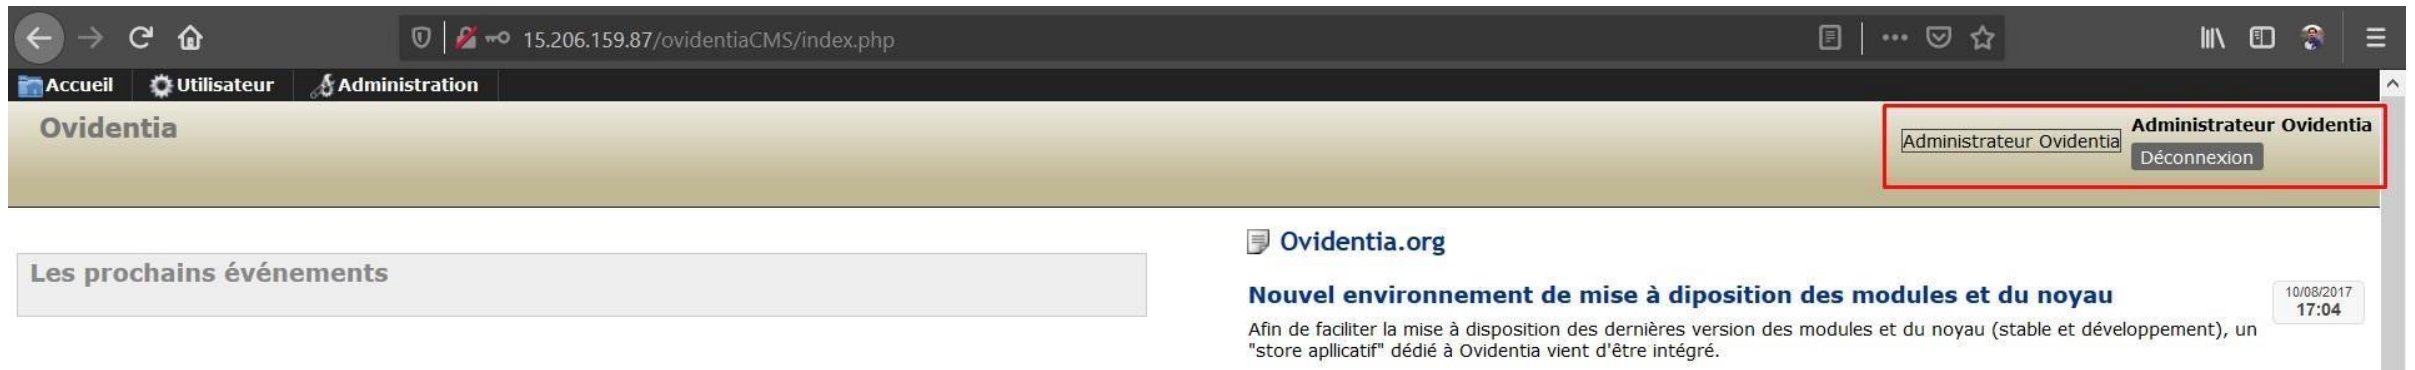 15.206.159.87/ovidentiaCMS/index.php
Accueil Utilisateur Administration
Ovidentia
Administrateur Ovidentia
Administrateur Ovidentia
Déconnexion
Les prochains événements
Ovidentia.org
Nouvel environnement de mise à diposition des modules et du noyau
10/08/2017
17:04
Afin de faciliter la mise à disposition des dernières version des modules et du noyau (stable et développement), un
"store apllicatif" dédié à Ovidentia vient d'être intégré.